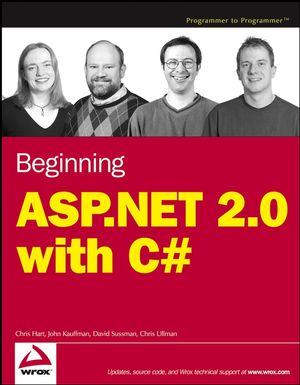 Programmer to Programmer™
Beginning
ASP.NET 2.0
with C#
Chris Hart, John Kauffman, David Sussman, Chris Ullman
wrox
Updates, source code, and Wrox technical support at www.wrox.com